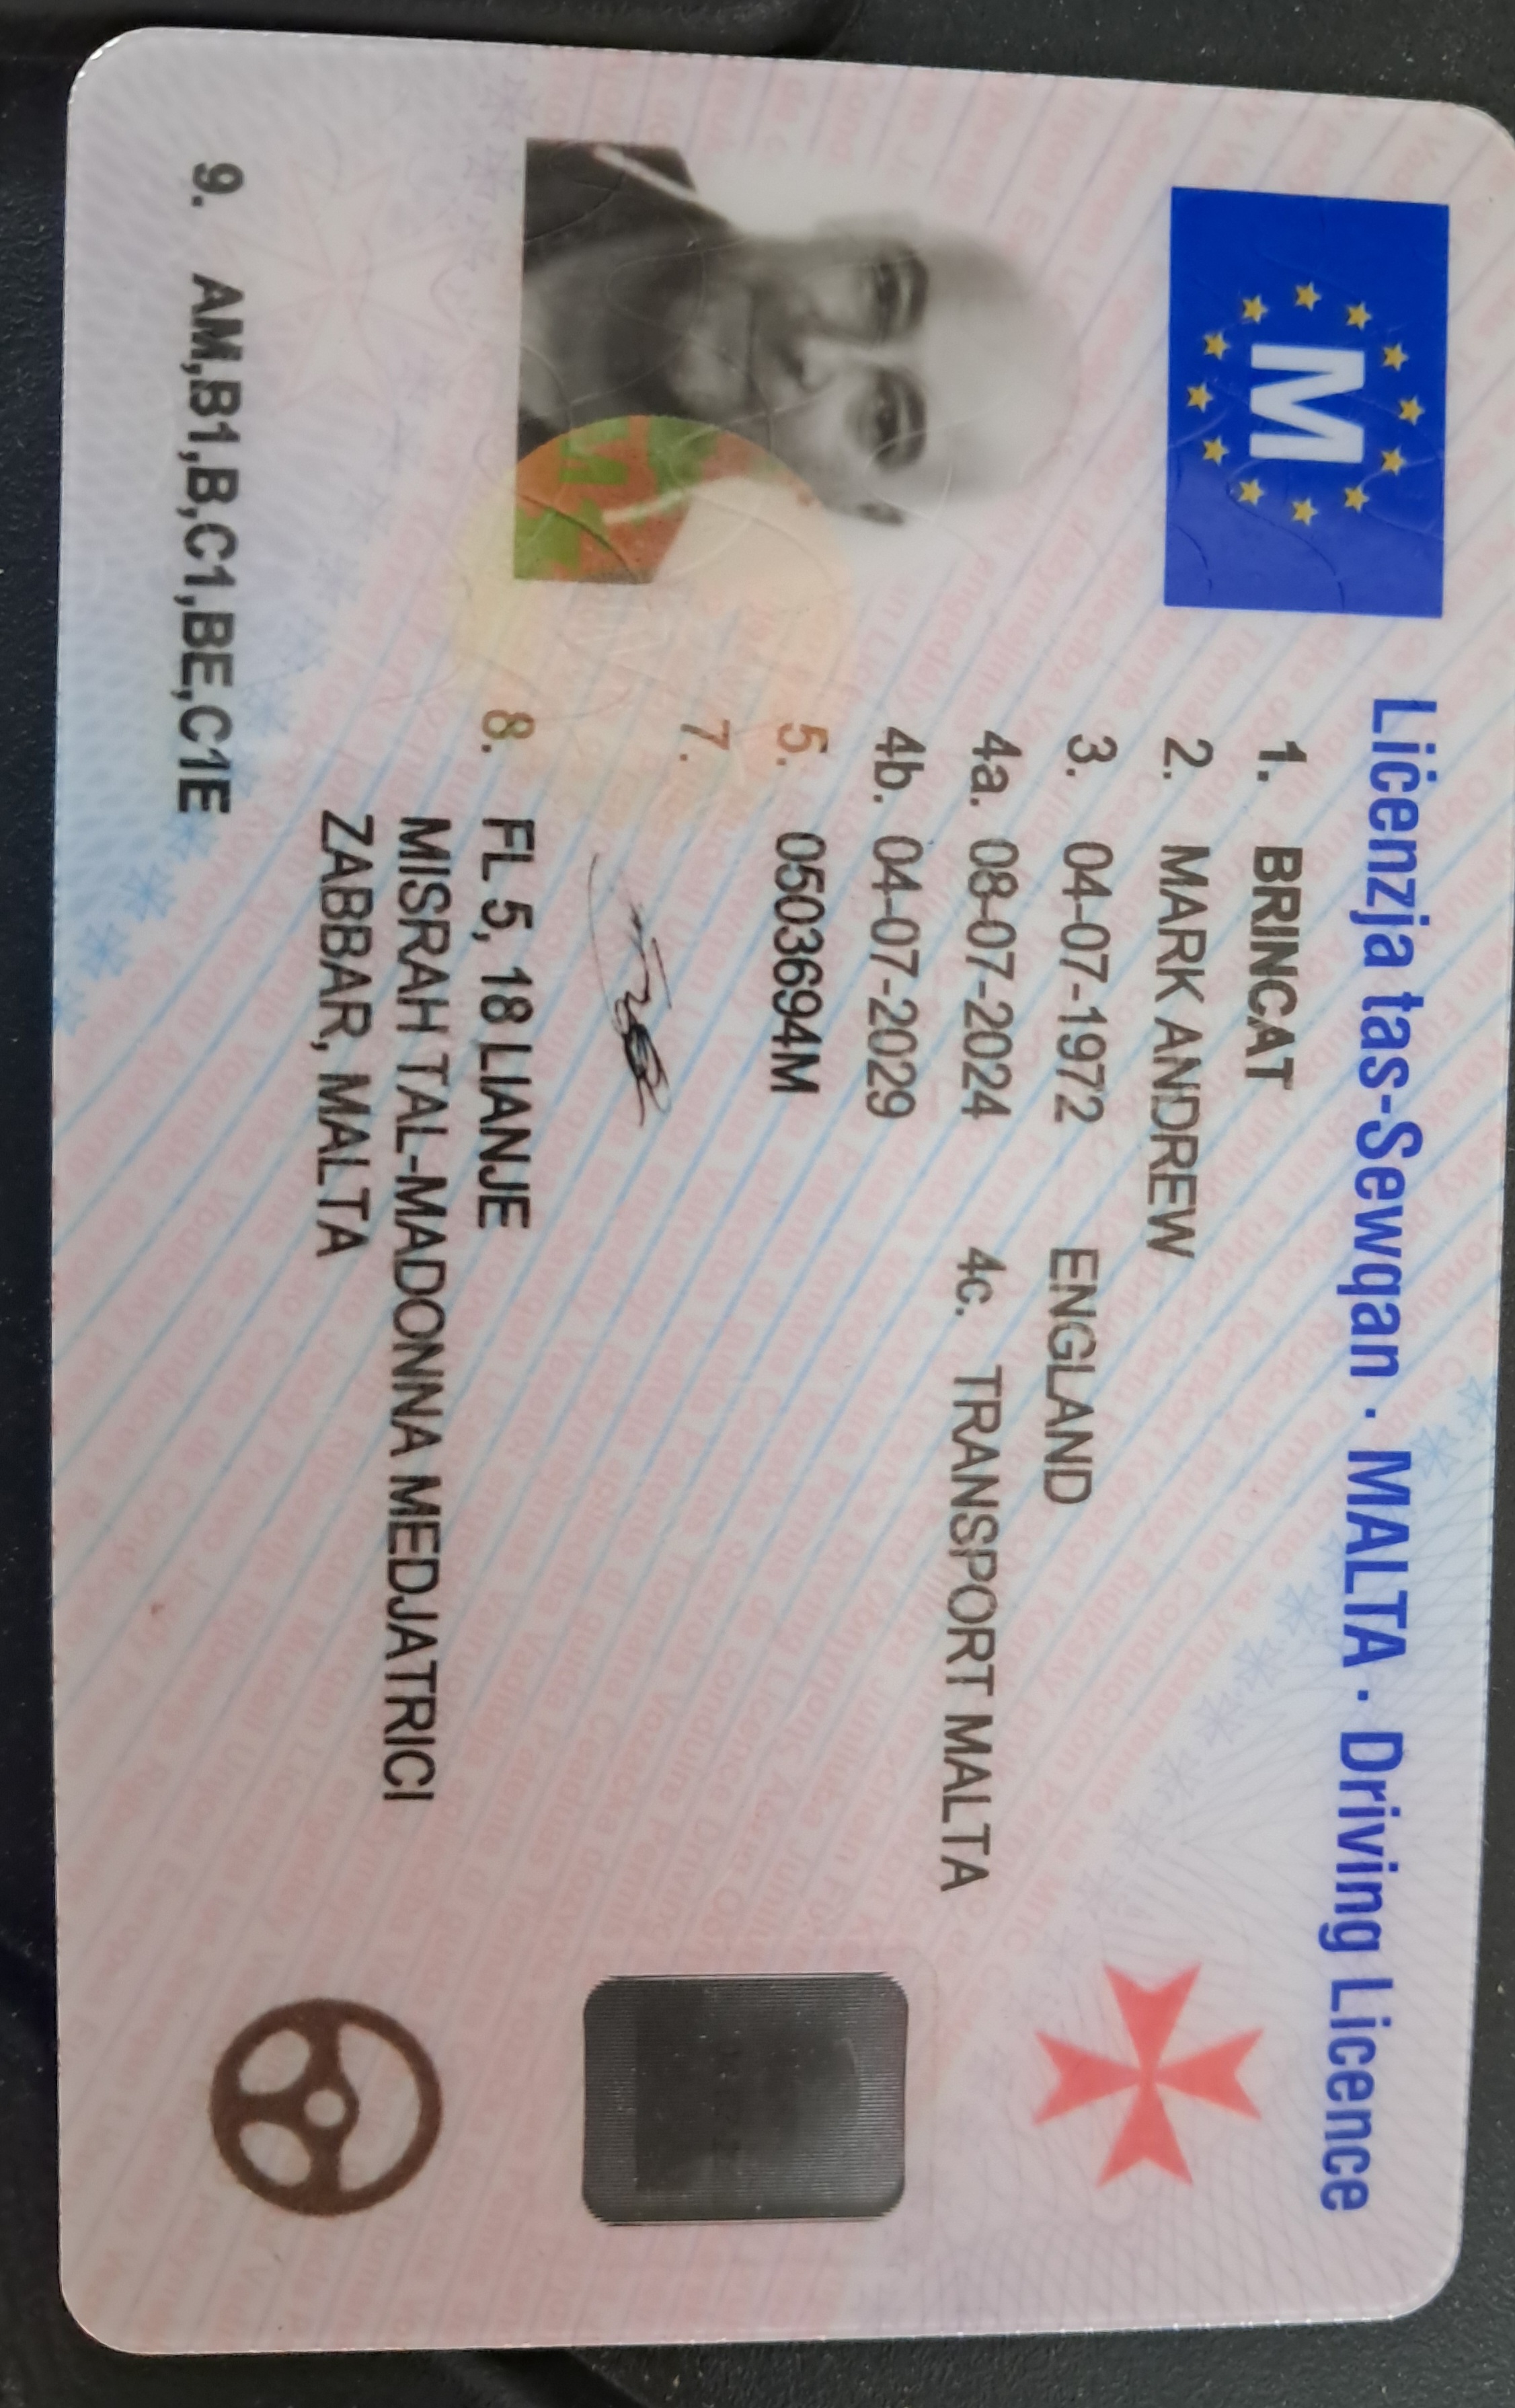 Liċenzja tas-Sewqan · MALTA · Driving Licence
M
1. BRINCAT
2. MARK ANDREW
3. 04-07-1972 ENGLAND
4a. 08-07-2024 4c. TRANSPORT MALTA
4b. 04-07-2029
5. 0503694M
7.
8. FL 5, 18 LIANJE
MISRAH TAL-MADONNA MEDJATRICI
ZABBAR, MALTA
9. AM,B1,B,C1,BE,C1E